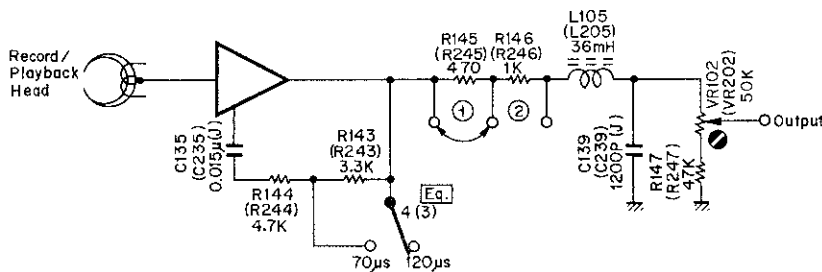 Record/
Playback
Head
C135
(C235)
0.015μ(J)
R144
(R244)
4.7K
R143
(R243)
3.3K
Eq.
4 (3)
70μs
120μs
R145
(R245)
470
R146
(R246)
1K
①
②
L105
(L205)
36mH
C139
(C239)
1200P(J)
R147
(R247)
47K
VR102
(VR202)
50K
Output